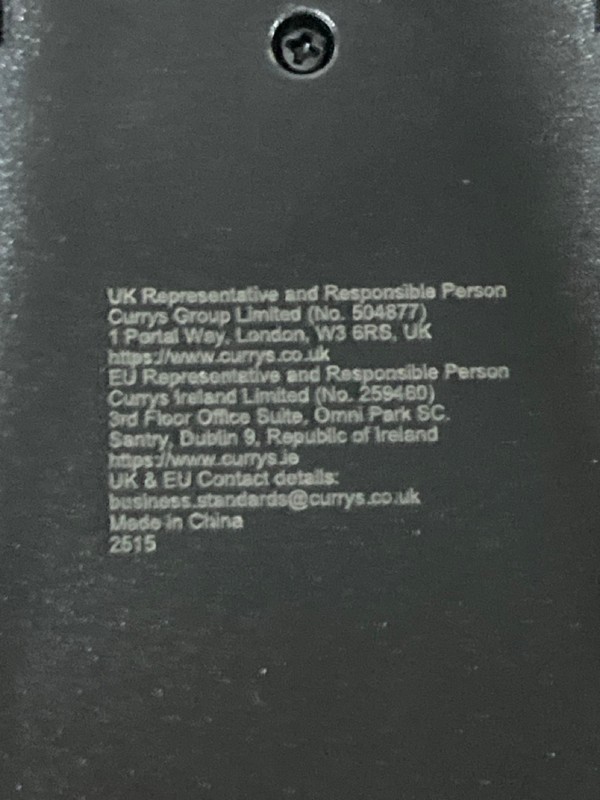 UK Representative and Responsible Person
Currys Group Limited (No. 504877)
1 Portal Way, London, W3 6RS, UK
https://www.currys.co.uk
EU Representative and Responsible Person
Currys Ireland Limited (No. 259460)
3rd Floor Office Suite, Omni Park SC.
Santry, Dublin 9, Republic of Ireland
https://www.currys.ie
UK & EU Contact details:
business.standards@currys.co.uk
Made in China
2515